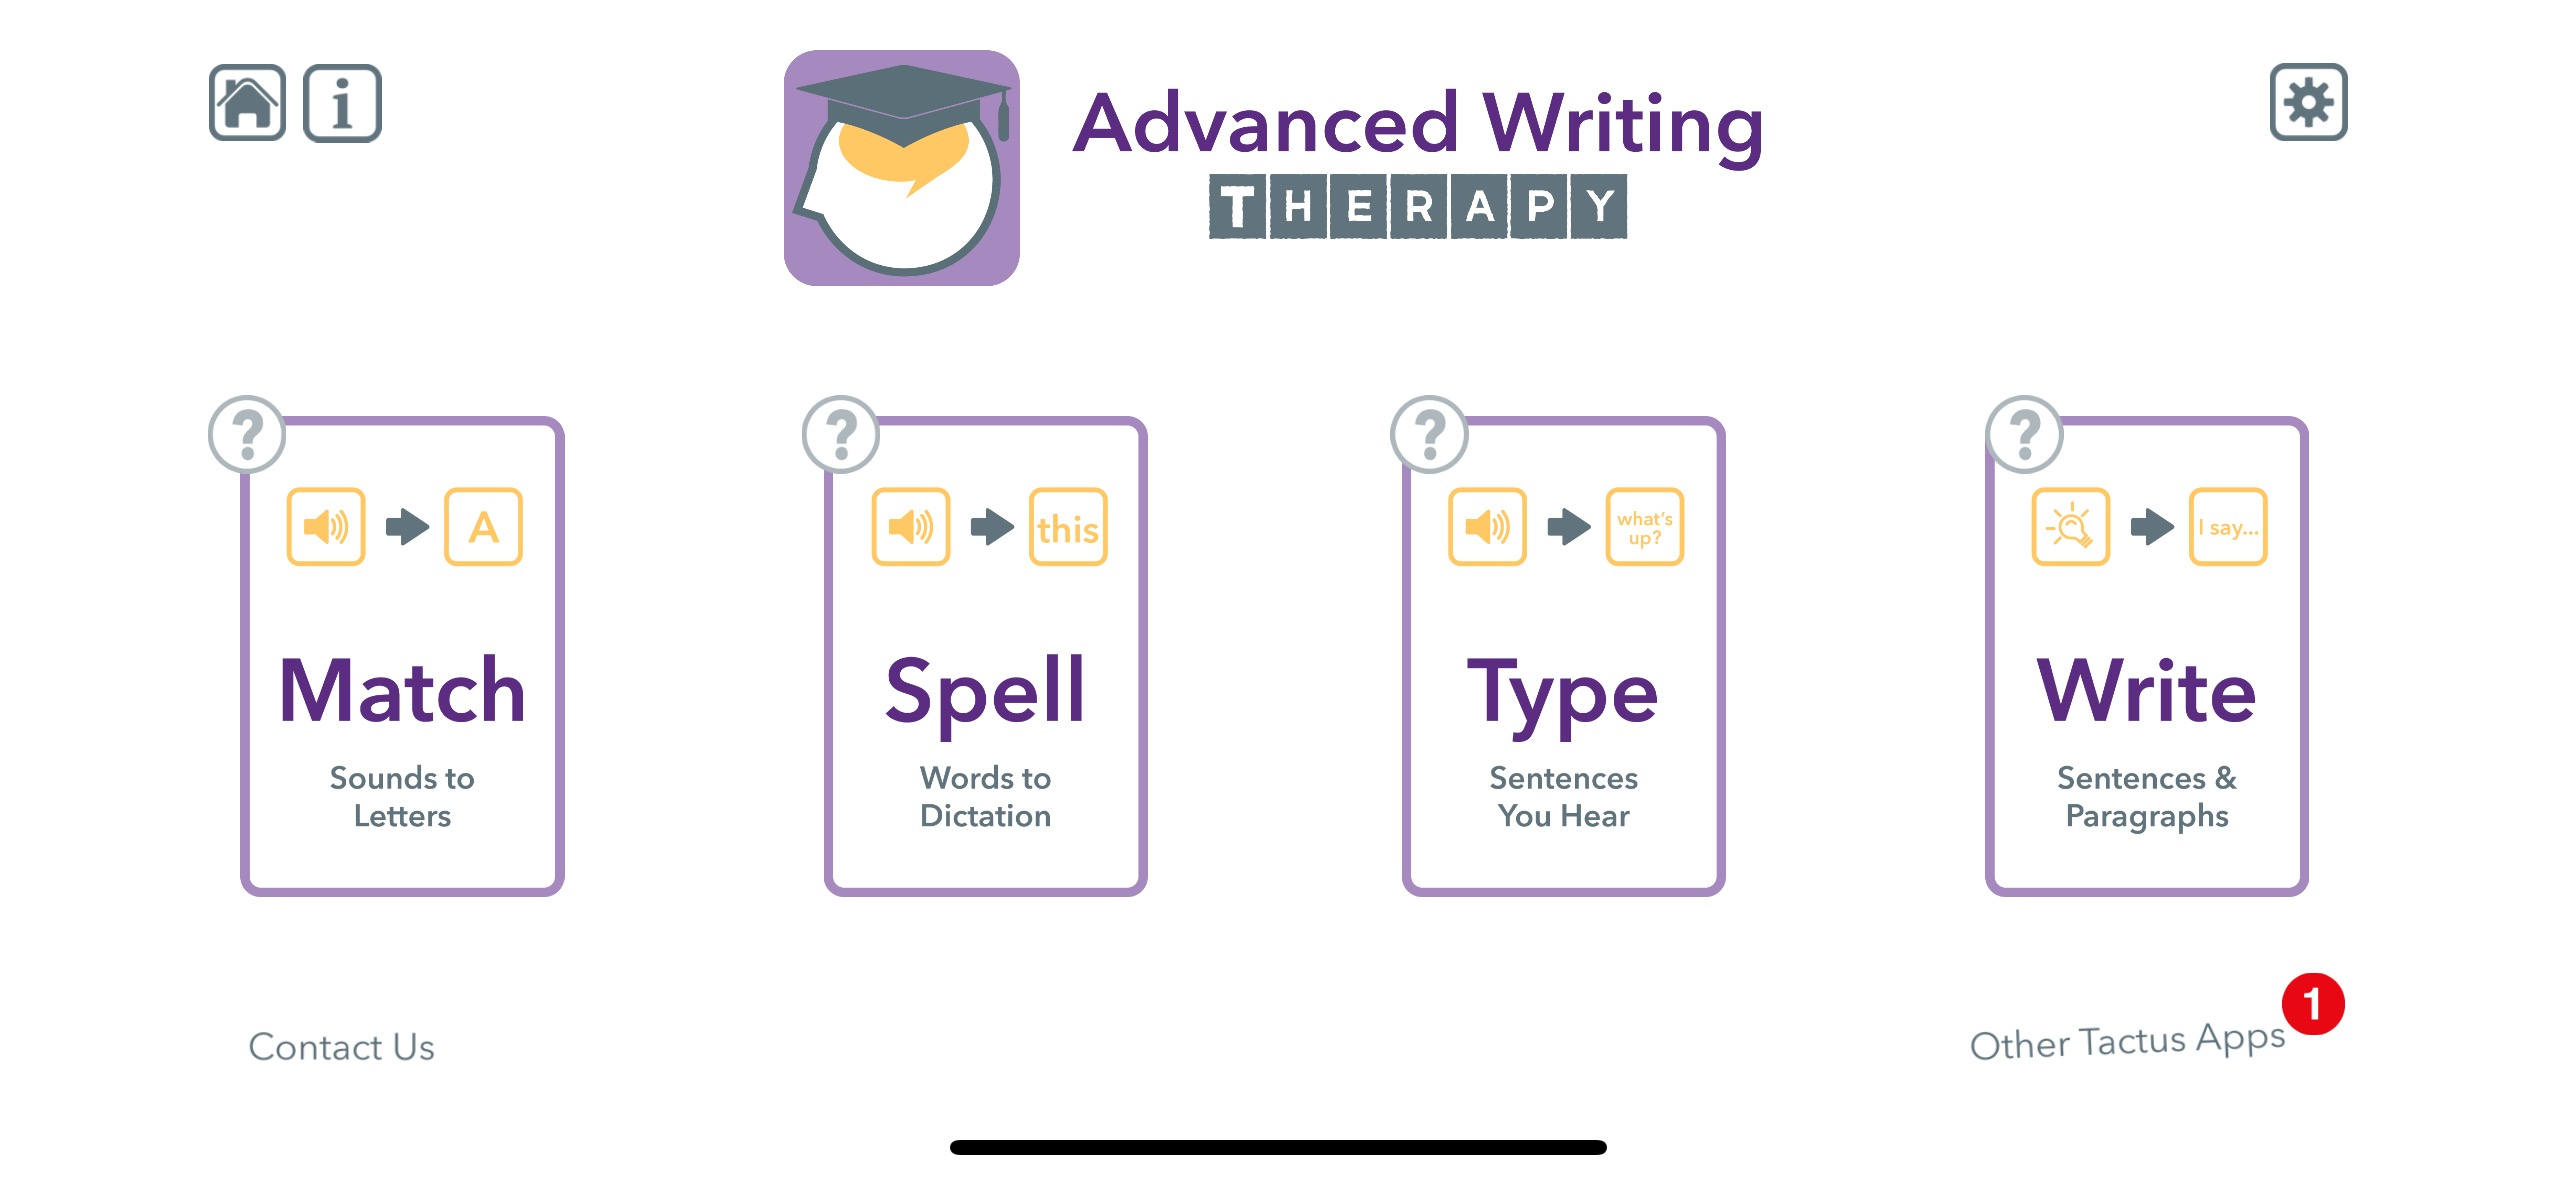 i
Advanced Writing
THERAPY
?
?
?
?
A
this
what's
up?
I say...
Match
Spell
Type
Write
Sounds to
Letters
Words to
Dictation
Sentences
You Hear
Sentences &
Paragraphs
1
Contact Us
Other Tactus Apps